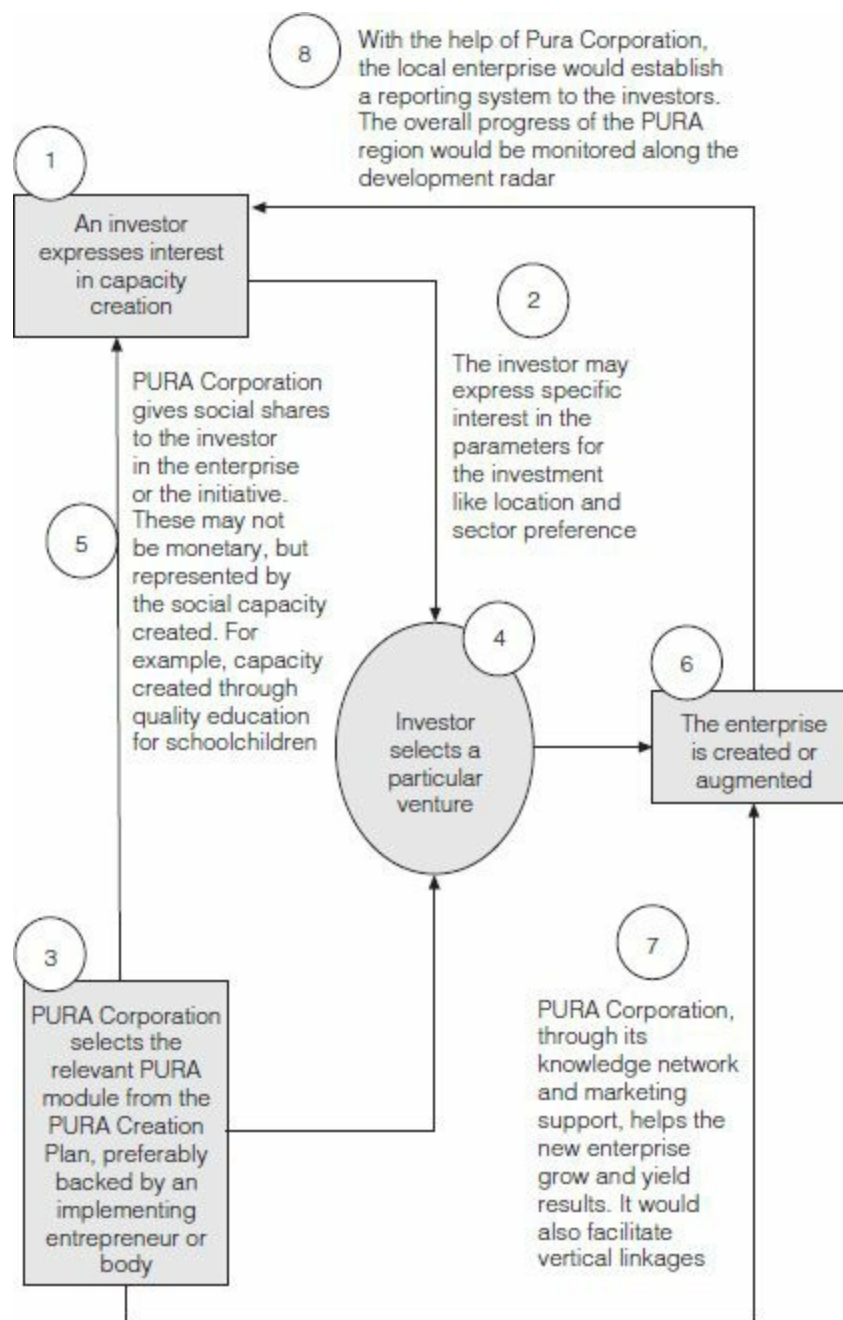 8
With the help of Pura Corporation,
the local enterprise would establish
a reporting system to the investors.
The overall progress of the PURA
region would be monitored along the
development radar
1
An investor
expresses interest
in capacity
creation
2
The investor may
express specific
interest in the
parameters for
the investment
like location and
sector preference
5
PURA Corporation
gives social shares
to the investor
in the enterprise
or the initiative.
These may not
be monetary, but
represented by
the social capacity
created. For
example, capacity
created through
quality education
for schoolchildren
4
Investor
selects a
particular
venture
6
The enterprise
is created or
augmented
3
PURA Corporation
selects the
relevant PURA
module from the
PURA Creation
Plan, preferably
backed by an
implementing
entrepreneur or
body
7
PURA Corporation,
through its
knowledge network
and marketing
support, helps the
new enterprise
grow and yield
results. It would
also facilitate
vertical linkages